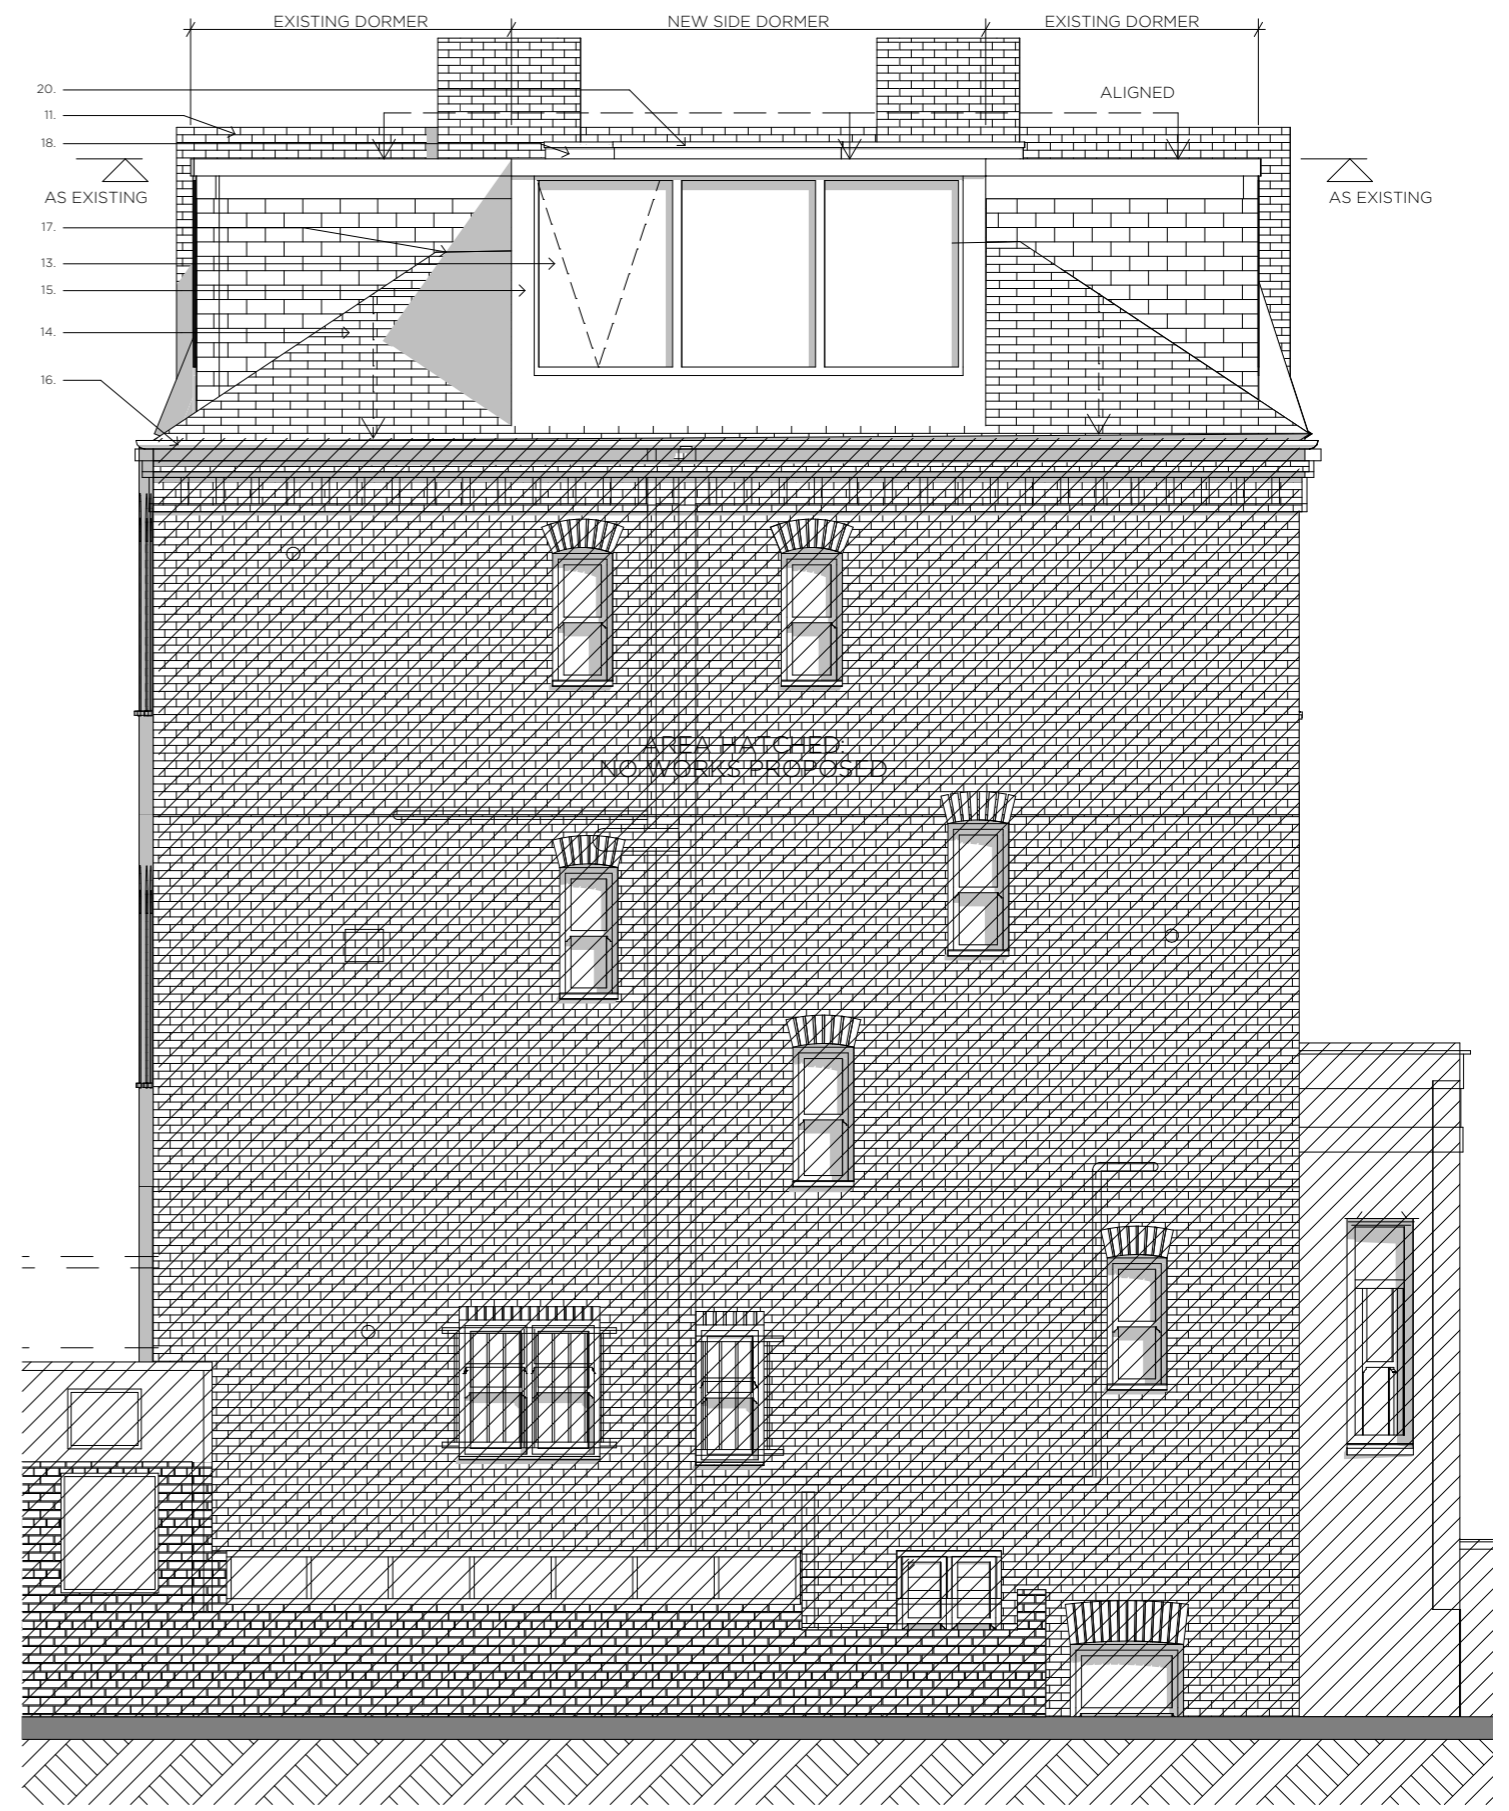 EXISTING DORMER
NEW SIDE DORMER
EXISTING DORMER
20.
ALIGNED
11.
18.
AS EXISTING
AS EXISTING
17.
13.
15.
14.
16.
AREA HATCHED:
NO WORKS PROPOSED